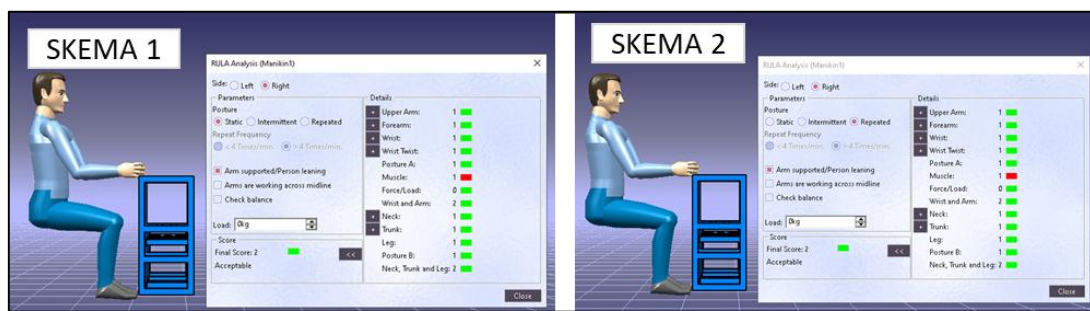 SKEMA 1
RULA Analysis (Manikin1)
Side: Left Right
Parameters
Posture
Static Intermittent Repeated
Repeat Frequency
< 4 Times/min. > 4 Times/min.
Arm supported/Person leaning
Arms are working across midline
Check balance
Load: 0kg
Score
Final Score: 2
Acceptable
<<
Details
+ Upper Arm: 1
+ Forearm: 1
+ Wrist: 1
+ Wrist Twist: 1
Posture A: 1
Muscle: 1
Force/Load: 0
Wrist and Arm: 2
+ Neck: 1
+ Trunk: 1
Leg: 1
Posture B: 1
Neck, Trunk and Leg: 2
Close
SKEMA 2
RULA Analysis (Manikin1)
Side: Left Right
Parameters
Posture
Static Intermittent Repeated
Repeat Frequency
< 4 Times/min. > 4 Times/min.
Arm supported/Person leaning
Arms are working across midline
Check balance
Load: 0kg
Score
Final Score: 2
Acceptable
<<
Details
+ Upper Arm: 1
+ Forearm: 1
+ Wrist: 1
+ Wrist Twist: 1
Posture A: 1
Muscle: 1
Force/Load: 0
Wrist and Arm: 2
+ Neck: 1
+ Trunk: 1
Leg: 1
Posture B: 1
Neck, Trunk and Leg: 2
Close